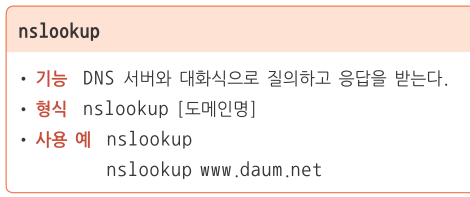 nslookup
• 기능 DNS 서버와 대화식으로 질의하고 응답을 받는다.
• 형식 nslookup [도메인명]
• 사용 예 nslookup
nslookup www.daum.net